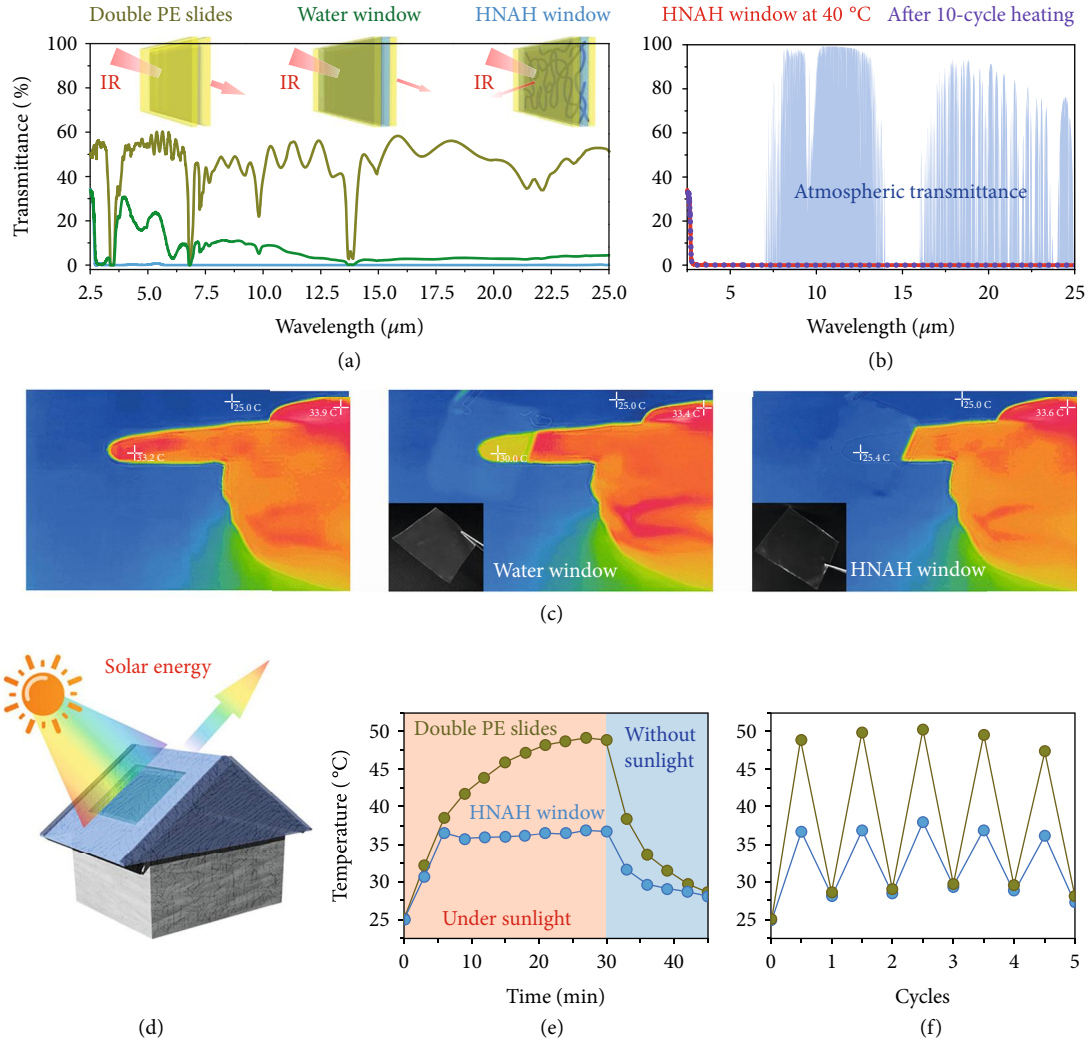 Double PE slides
Water window
HNAH window
HNAH window at 40 °C
After 10-cycle heating
100
80
60
40
20
0
Transmittance (%)
IR
IR
IR
2.5
5.0
7.5
10.0
12.5
15.0
17.5
20.0
22.5
25.0
Wavelength (μm)
(a)
100
80
60
40
20
0
Atmospheric transmittance
5
10
15
20
25
Wavelength (μm)
(b)
25.0 C
33.9 C
33.2 C
25.0 C
33.4 C
30.0 C
Water window
25.0 C
33.6 C
25.4 C
HNAH window
(c)
Solar energy
(d)
Temperature (°C)
50
45
40
35
30
25
Double PE slides
Without
sunlight
HNAH window
Under sunlight
0
10
20
30
40
Time (min)
(e)
50
45
40
35
30
25
0
1
2
3
4
5
Cycles
(f)